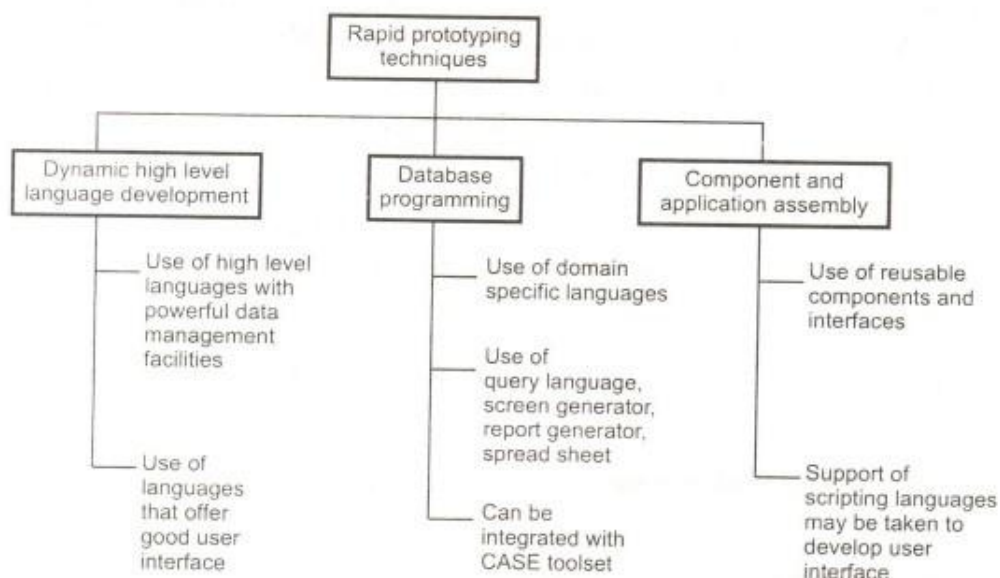 Rapid prototyping
techniques
Dynamic high level
language development
Use of high level
languages with
powerful data
management
facilities
Use of
languages
that offer
good user
interface
Database
programming
Use of domain
specific languages
Use of
query language,
screen generator,
report generator,
spread sheet
Can be
integrated with
CASE toolset
Component and
application assembly
Use of reusable
components and
interfaces
Support of
scripting languages
may be taken to
develop user
interface